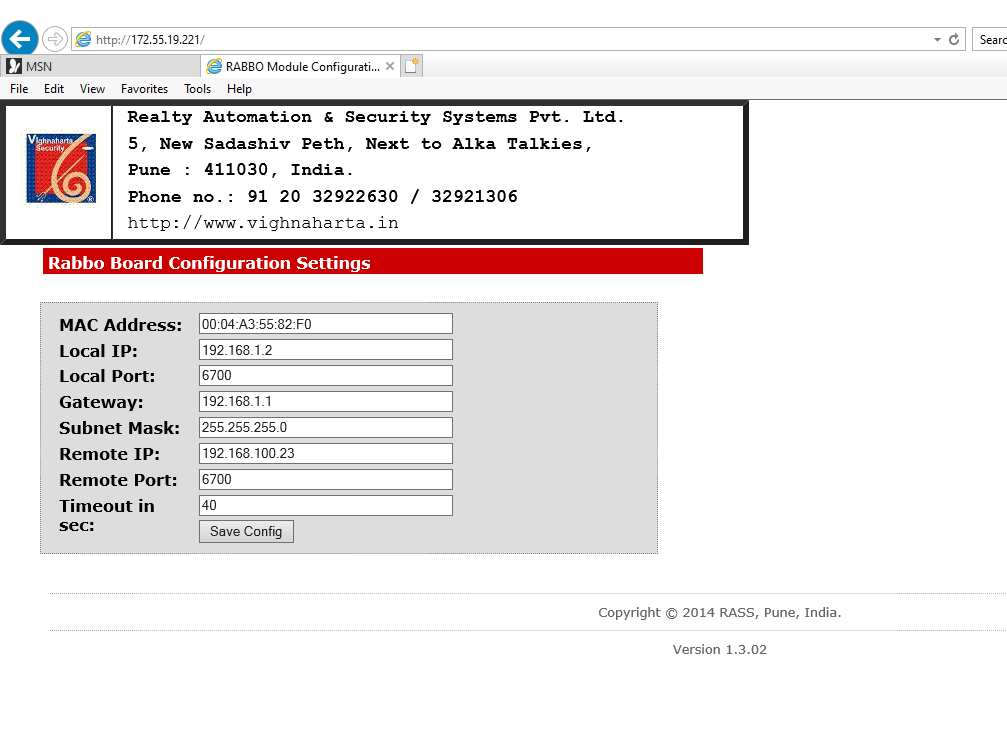 http://172.55.19.221/
Searc
MSN
RABBO Module Configurati...
File Edit View Favorites Tools Help
Vighnaharta
Security
Realty Automation & Security Systems Pvt. Ltd.
5, New Sadashiv Peth, Next to Alka Talkies,
Pune : 411030, India.
Phone no.: 91 20 32922630 / 32921306
http://www.vighnaharta.in
Rabbo Board Configuration Settings
MAC Address: 00:04:A3:55:82:F0
Local IP: 192.168.1.2
Local Port: 6700
Gateway: 192.168.1.1
Subnet Mask: 255.255.255.0
Remote IP: 192.168.100.23
Remote Port: 6700
Timeout in 40
sec:
Save Config
Copyright © 2014 RASS, Pune, India.
Version 1.3.02